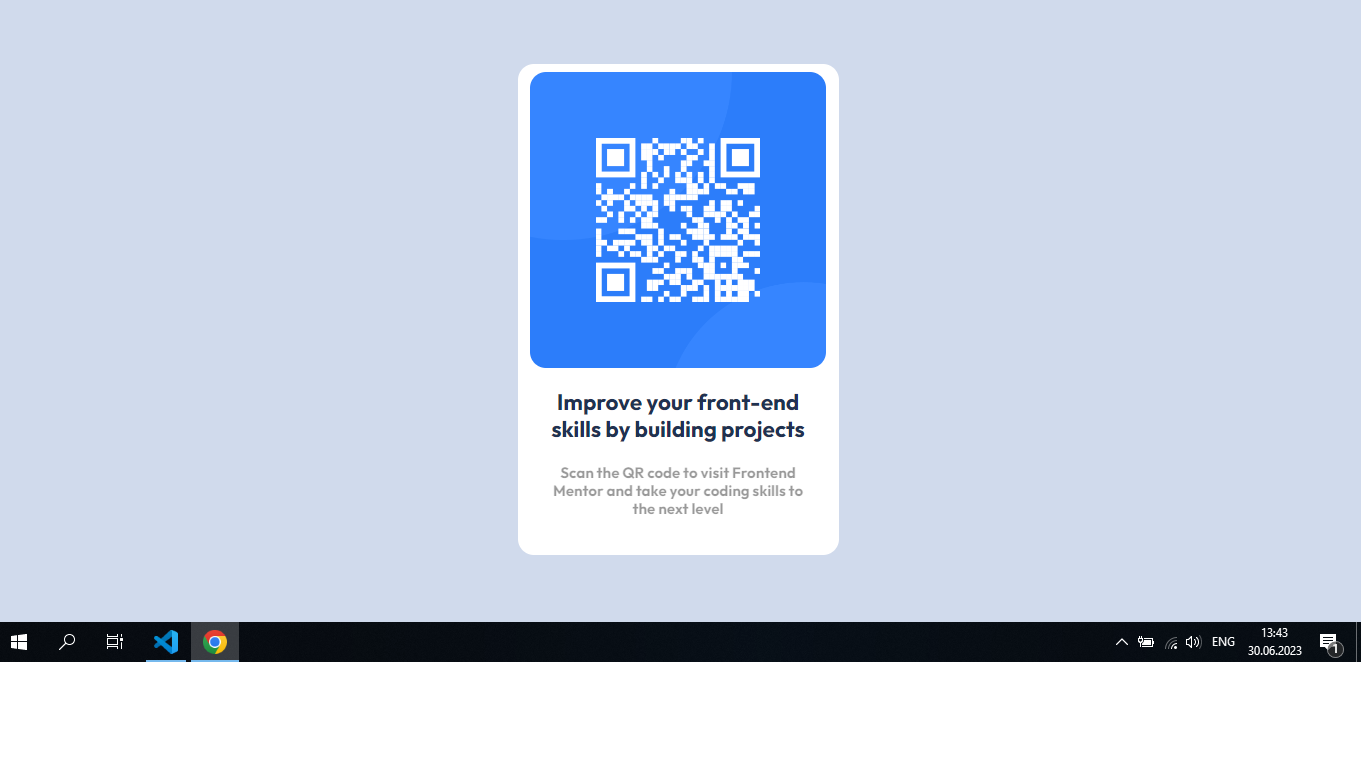 Improve your front-end
skills by building projects
Scan the QR code to visit Frontend
Mentor and take your coding skills to
the next level
ENG
13:43
30.06.2023
1